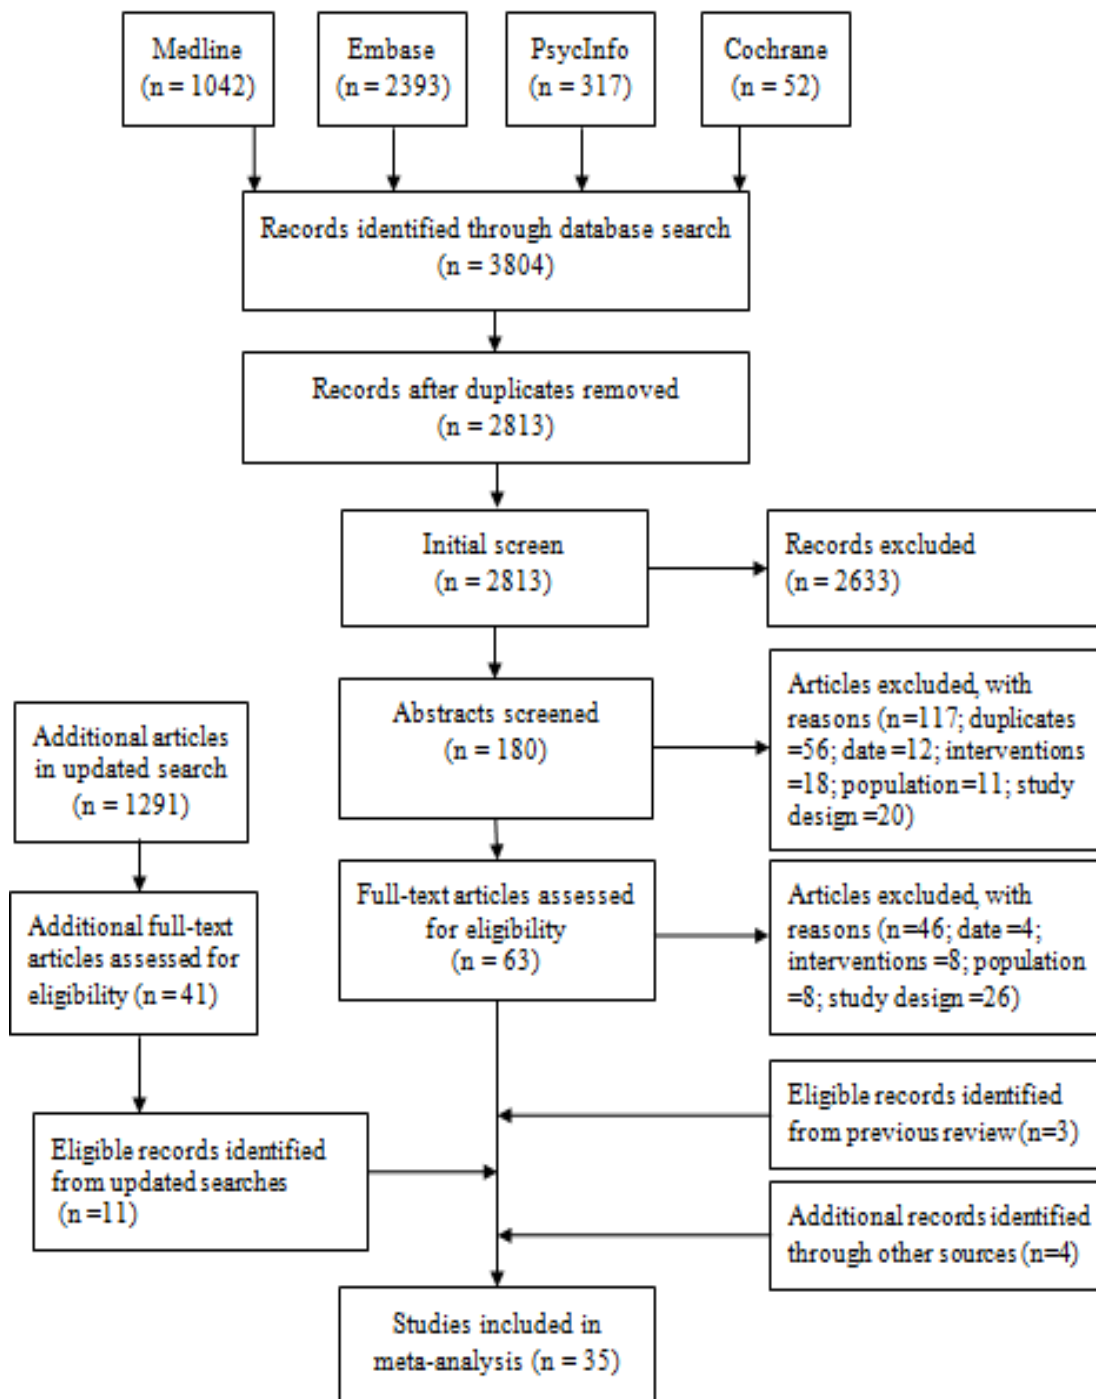 Medline
(n = 1042)
Embase
(n = 2393)
PsycInfo
(n = 317)
Cochrane
(n = 52)
Records identified through database search
(n = 3804)
Records after duplicates removed
(n = 2813)
Initial screen
(n = 2813)
Records excluded
(n = 2633)
Abstracts screened
(n = 180)
Articles excluded, with
reasons (n=117; duplicates
=56; date =12; interventions
=18; population =11; study
design =20)
Additional articles
in updated search
(n = 1291)
Full-text articles assessed
for eligibility
(n = 63)
Articles excluded, with
reasons (n=46; date =4;
interventions =8; population
=8; study design =26)
Additional full-text
articles assessed for
eligibility (n = 41)
Eligible records identified
from previous review (n=3)
Eligible records identified
from updated searches
(n =11)
Additional records identified
through other sources (n=4)
Studies included in
meta-analysis (n = 35)